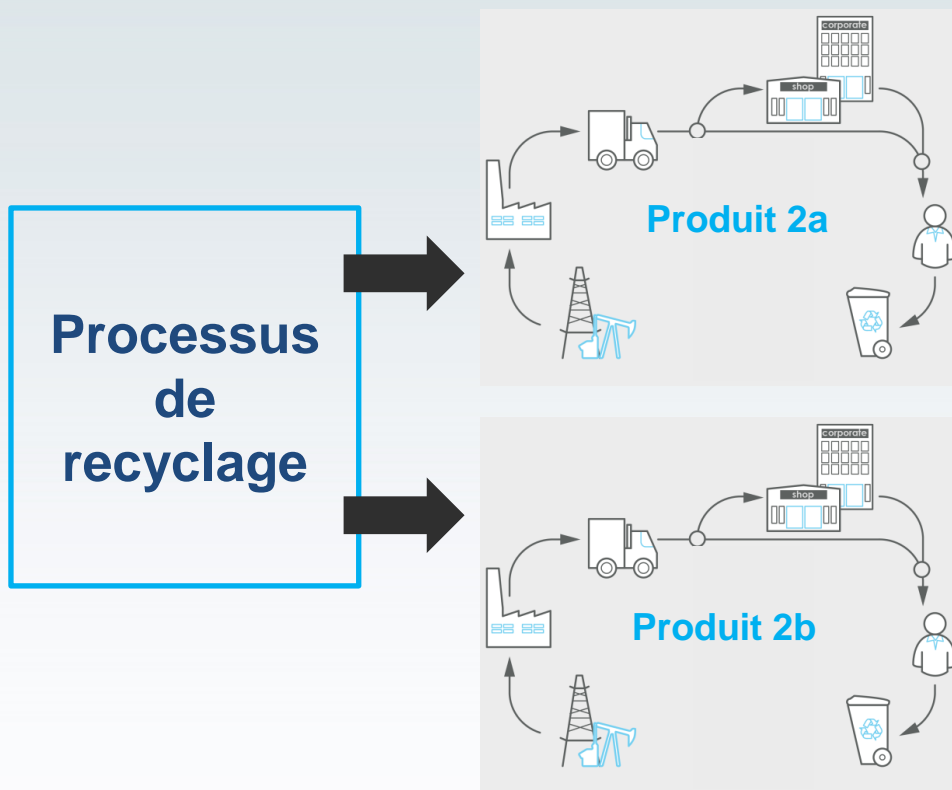 Processus
de
recyclage
corporate
shop
Produit 2a
corporate
shop
Produit 2b